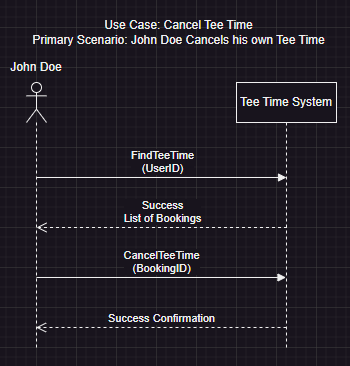 Use Case: Cancel Tee Time
Primary Scenario: John Doe Cancels his own Tee Time
John Doe
Tee Time System
FindTeeTime
(UserID)
Success
List of Bookings
CancelTeeTime
(BookingID)
Success Confirmation